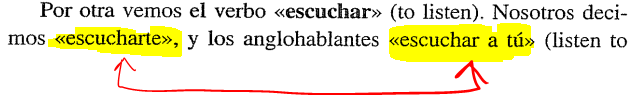 Por otra vemos el verbo «escuchar» (to listen). Nosotros deci-
mos «escucharte», y los anglohablantes «escuchar a tú» (listen to